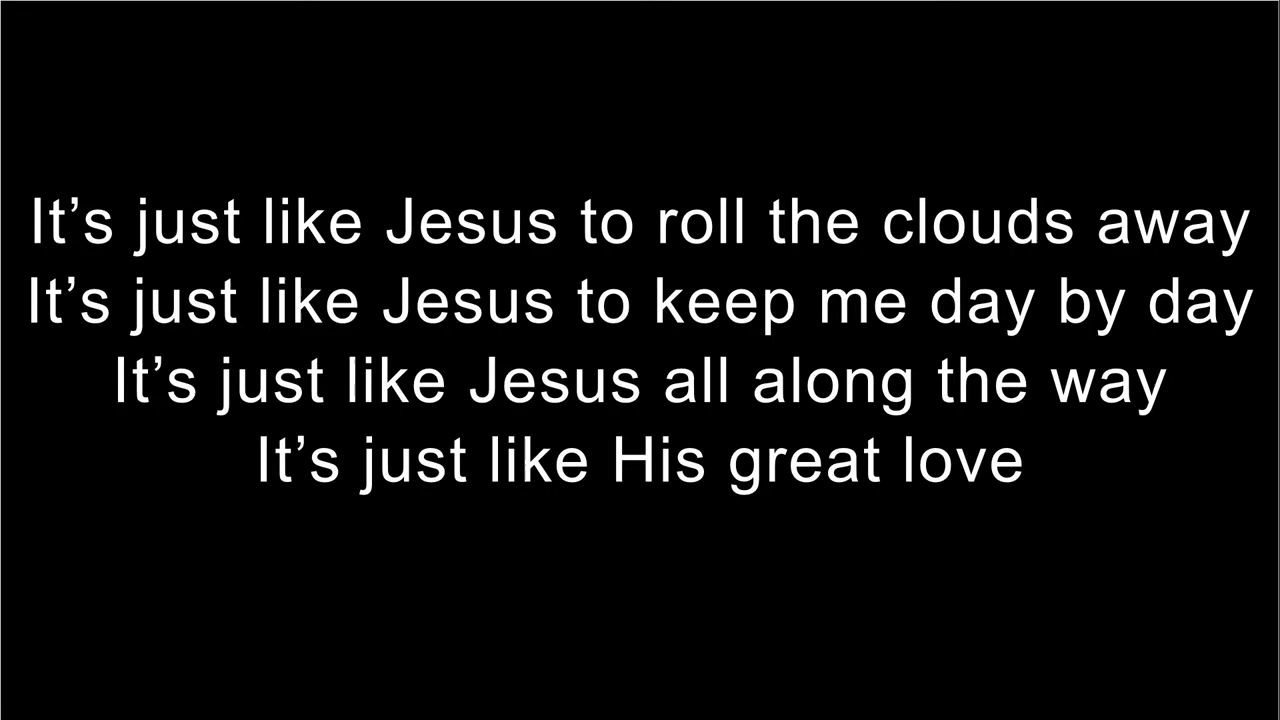 It’s just like Jesus to roll the clouds away
It’s just like Jesus to keep me day by day
It’s just like Jesus all along the way
It’s just like His great love